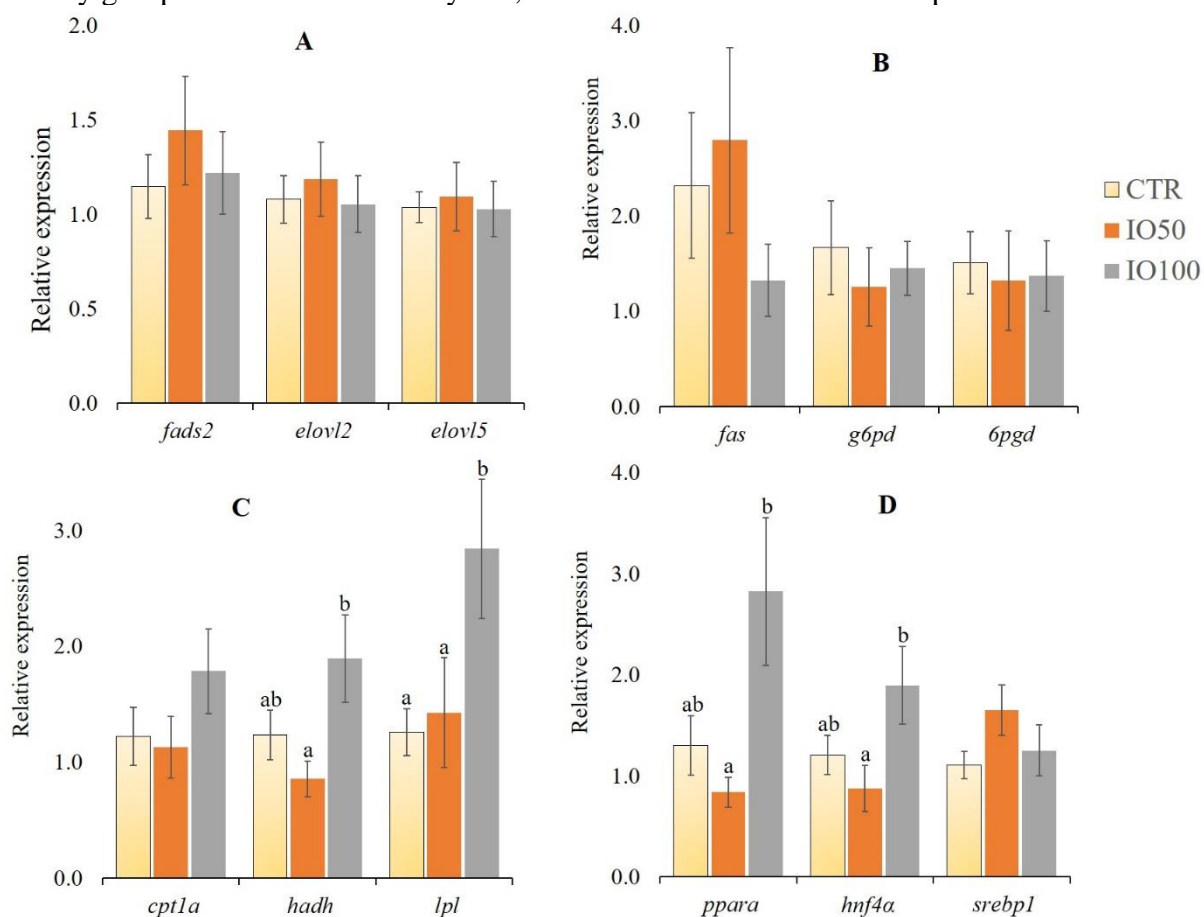 A
2.0
1.5
1.0
0.5
0.0
Relative expression
fads2 elovl2 elovl5
B
4.0
3.0
2.0
1.0
0.0
Relative expression
fas g6pd 6pgd
CTR
IO50
IO100
C
3.0
2.0
1.0
0.0
Relative expression
ab a b
a a b
cpt1a hadh lpl
D
4.0
3.0
2.0
1.0
0.0
Relative expression
ab a b
ab a b
ppara hnf4α srebp1